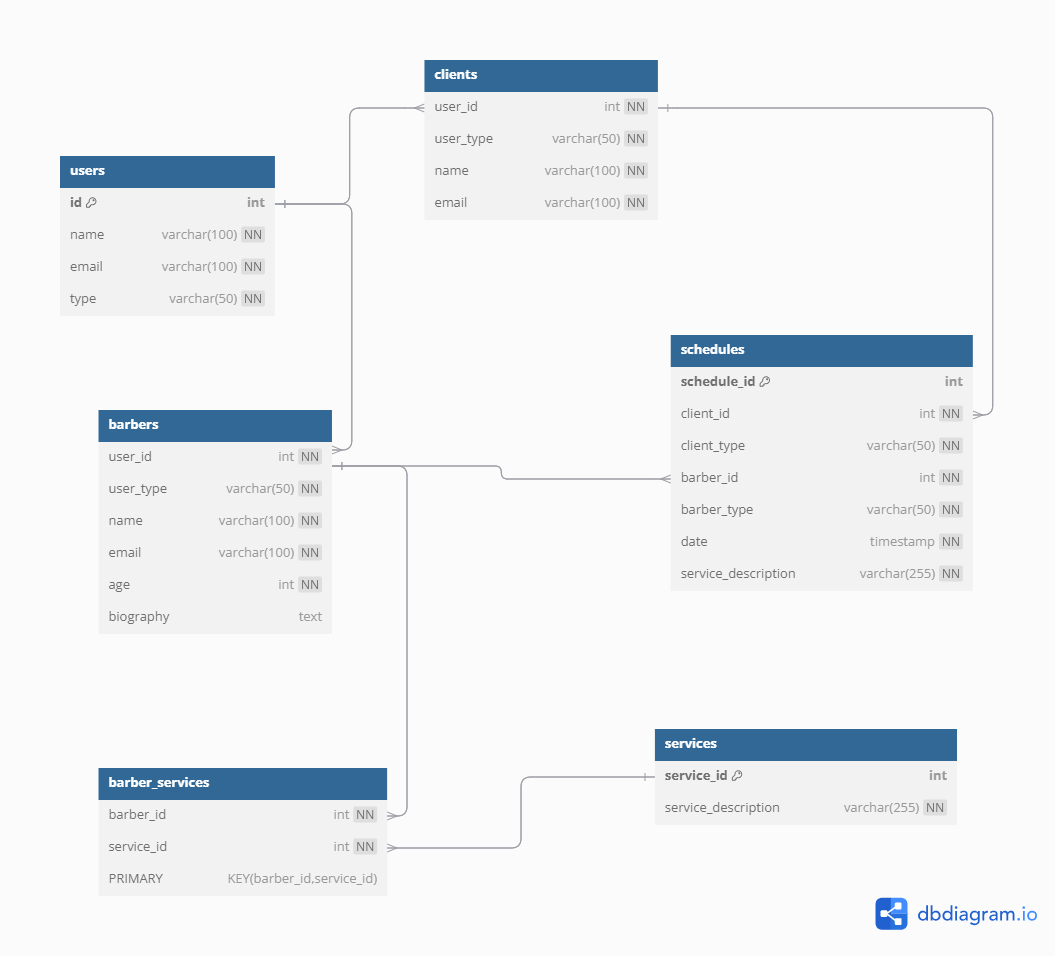 clients
user_id int NN
user_type varchar(50) NN
name varchar(100) NN
email varchar(100) NN
users
id int
name varchar(100) NN
email varchar(100) NN
type varchar(50) NN
schedules
schedule_id int
client_id int NN
client_type varchar(50) NN
barber_id int NN
barber_type varchar(50) NN
date timestamp NN
service_description varchar(255) NN
barbers
user_id int NN
user_type varchar(50) NN
name varchar(100) NN
email varchar(100) NN
age int NN
biography text
services
service_id int
service_description varchar(255) NN
barber_services
barber_id int NN
service_id int NN
PRIMARY KEY(barber_id,service_id)
dbdiagram.io